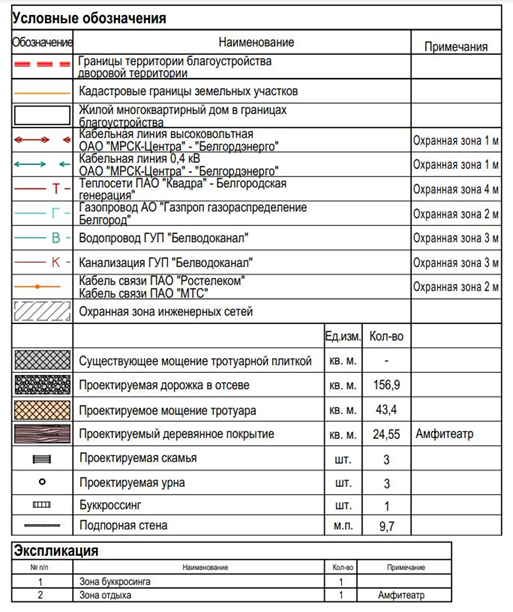 Условные обозначения
Обозначение Наименование Примечания
Границы территории благоустройства
дворовой территории
Кадастровые границы земельных участков
Жилой многоквартирный дом в границах
благоустройства
Кабельная линия высоковольтная
ОАО "МРСК-Центра" - "Белгордэнерго" Охранная зона 1 м
Кабельная линия 0,4 кВ
ОАО "МРСК-Центра" - "Белгордэнерго" Охранная зона 1 м
Т Теплосети ПАО "Квадра" - Белгородская
генерация" Охранная зона 4 м
Г Газопровод АО "Газпроп газораспределение
Белгород" Охранная зона 2 м
В Водопровод ГУП "Белводоканал" Охранная зона 3 м
К Канализация ГУП "Белводоканал" Охранная зона 3 м
Кабель связи ПАО "Ростелеком"
Кабель связи ПАО "МТС" Охранная зона 2 м
Охранная зона инженерных сетей
Ед.изм. Кол-во
Существующее мощение тротуарной плиткой кв. м. -
Проектируемая дорожка в отсеве кв. м. 156,9
Проектируемое мощение тротуара кв. м. 43,4
Проектируемый деревянное покрытие кв. м. 24,55 Амфитеатр
Проектируемая скамья шт. 3
Проектируемая урна шт. 3
Буккроссинг шт. 1
Подпорная стена м.п. 9,7
Экспликация
№ п/п Наименование Кол-во Примечание
1 Зона буккросинга 1
2 Зона отдыха 1 Амфитеатр